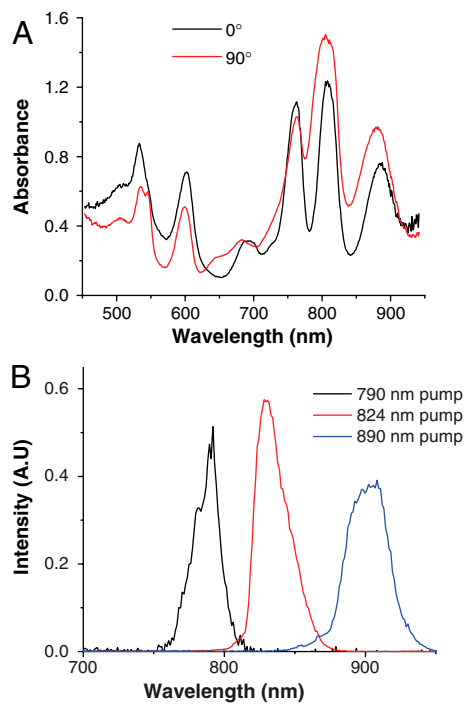 A
0°
90°
1.6
1.2
0.8
0.4
0.0
Absorbance
500 600 700 800 900
Wavelength (nm)
B
790 nm pump
824 nm pump
890 nm pump
0.6
0.4
0.2
0.0
Intensity (A.U)
700 800 900
Wavelength (nm)